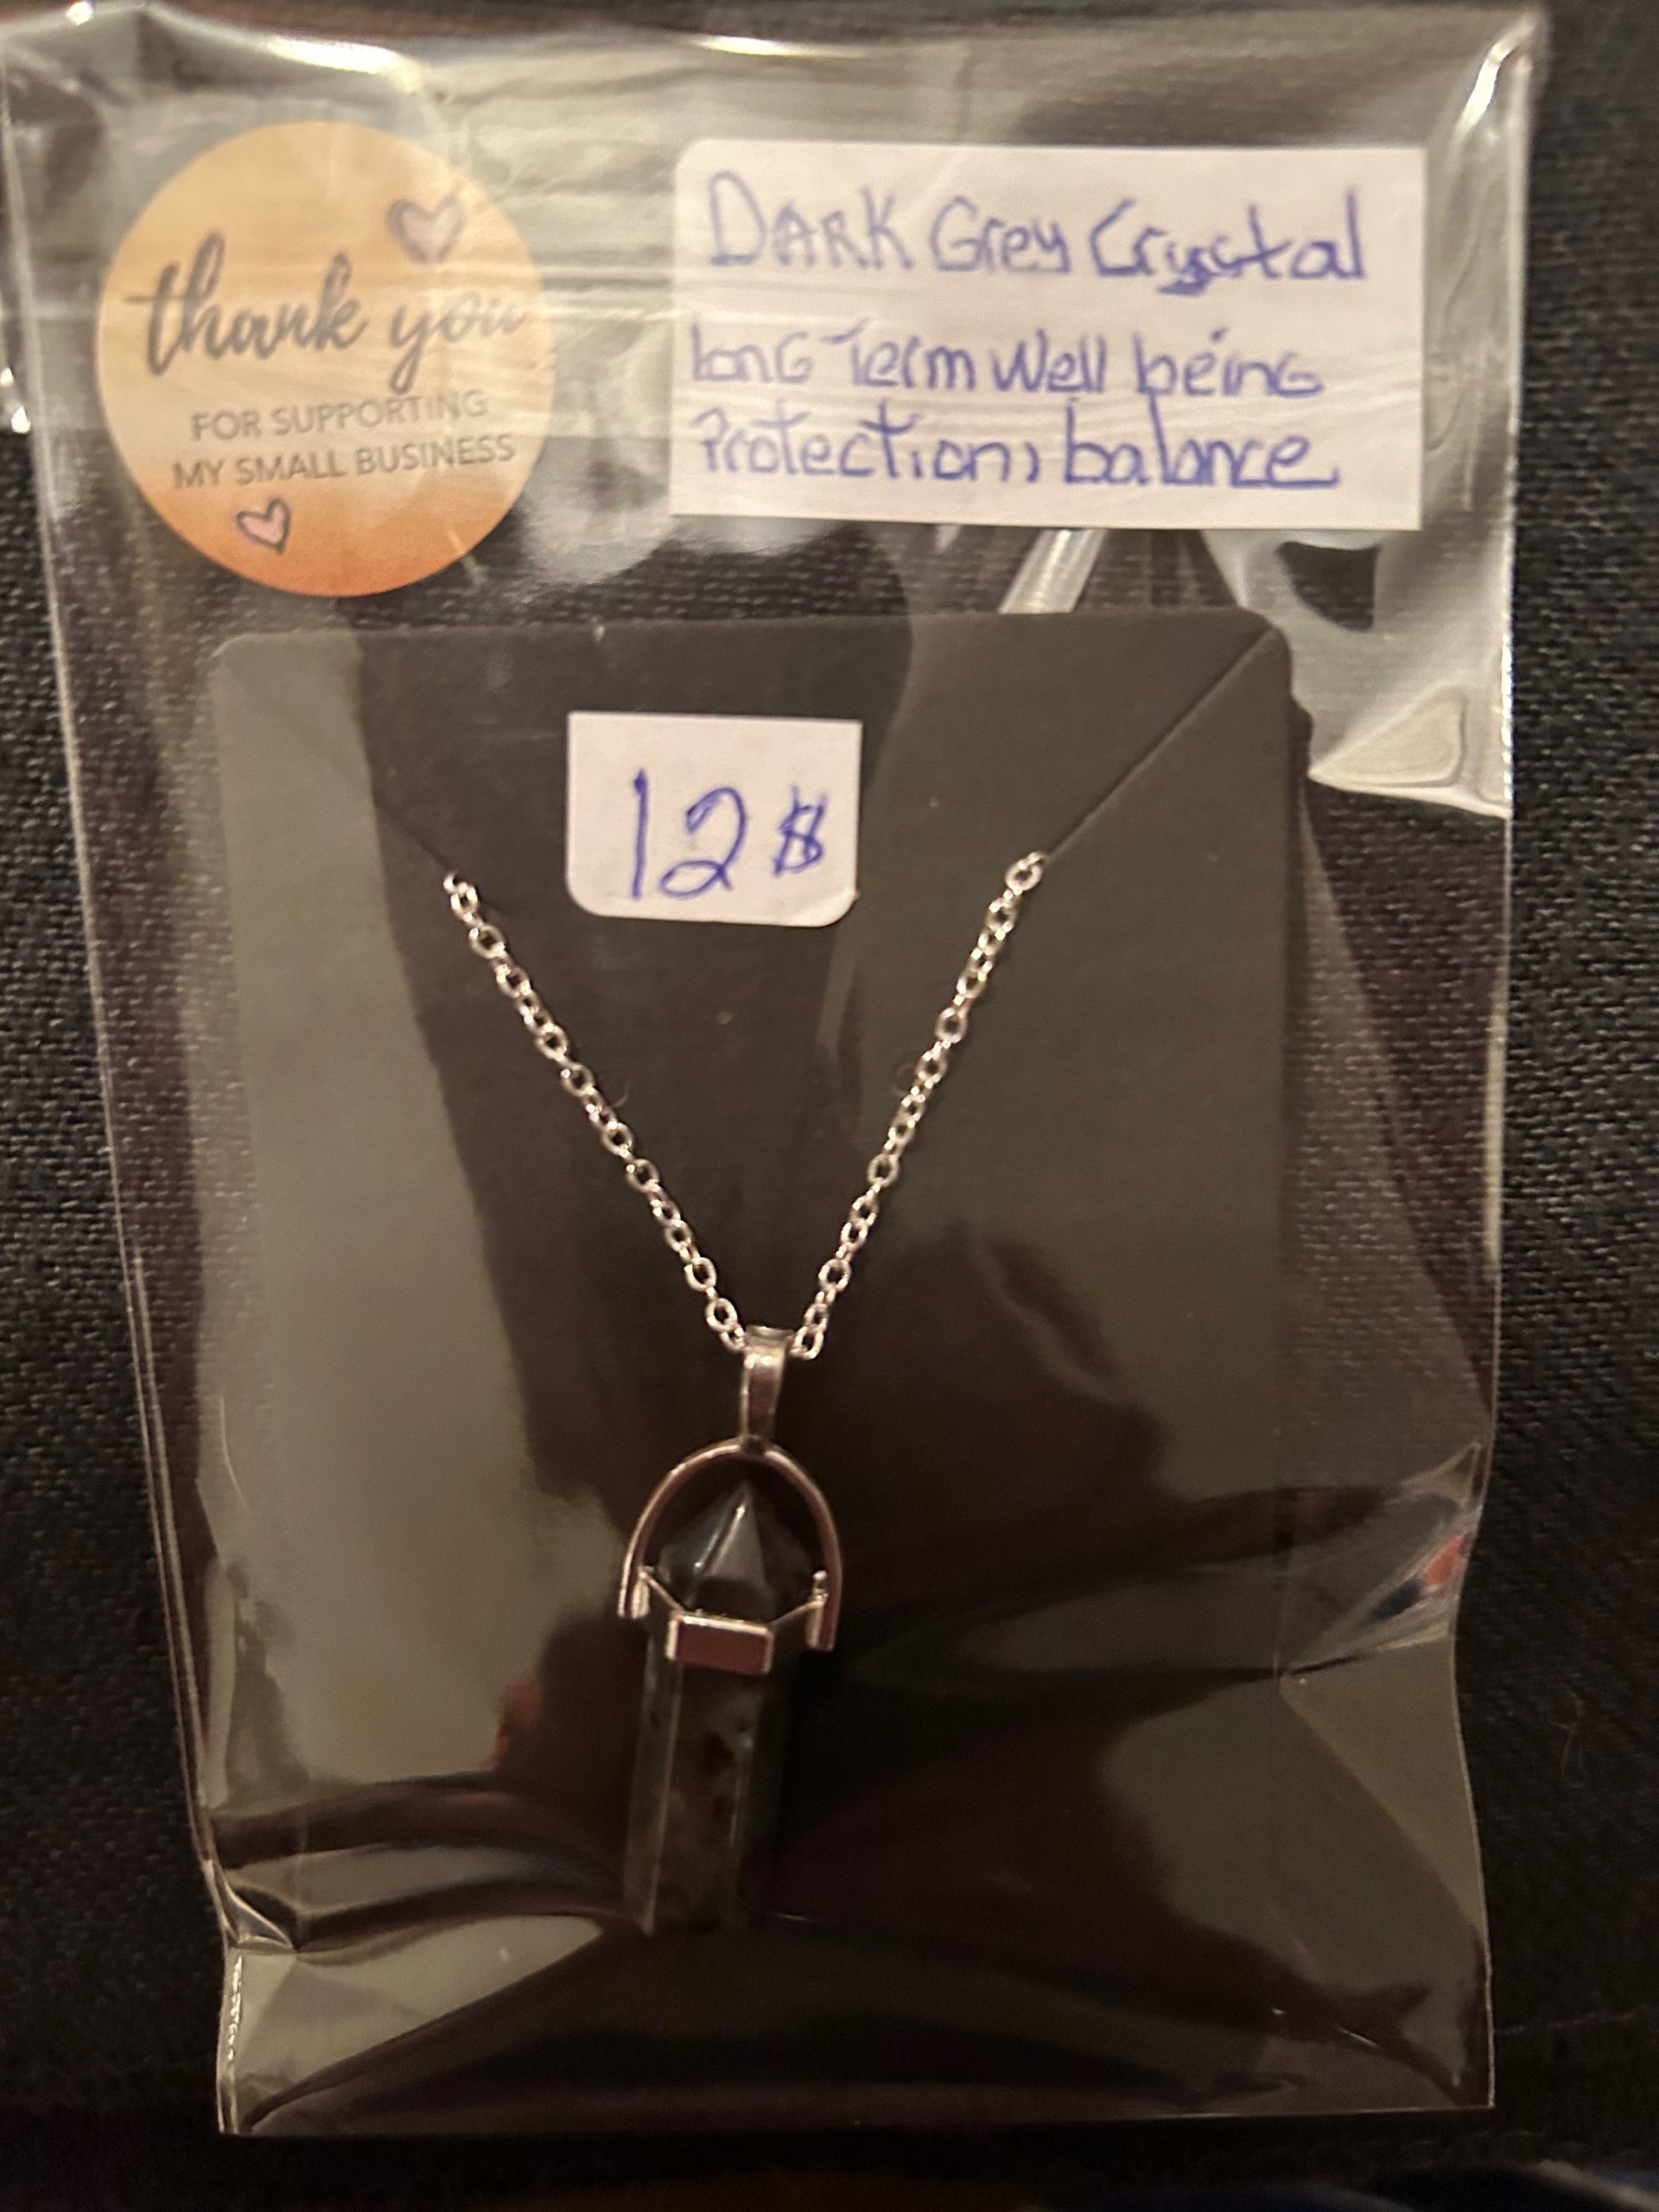 thank you
FOR SUPPORTING
MY SMALL BUSINESS
DARK Grey Crystal
lonG Term Well beinG
Protection, balance
12$